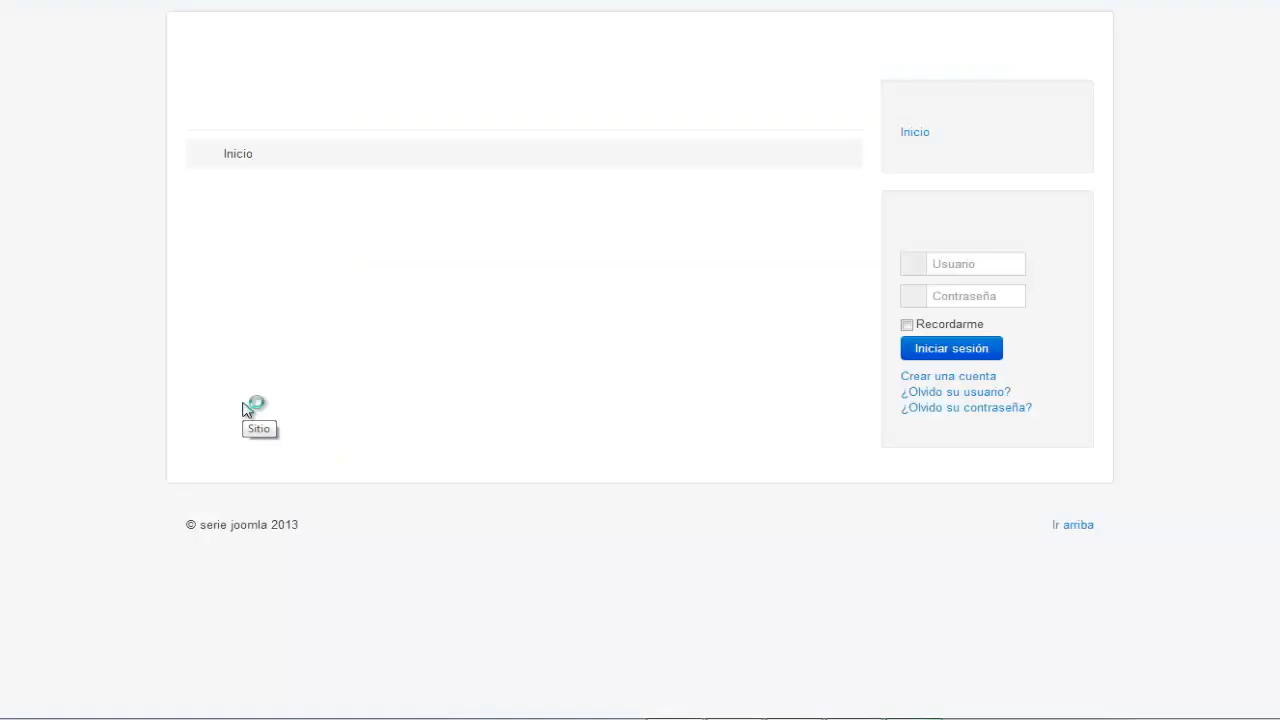 Inicio
Inicio
Usuario
Contraseña
Recordarme
Iniciar sesión
Crear una cuenta
¿Olvido su usuario?
¿Olvido su contraseña?
Sitio
© serie joomla 2013
Ir arriba